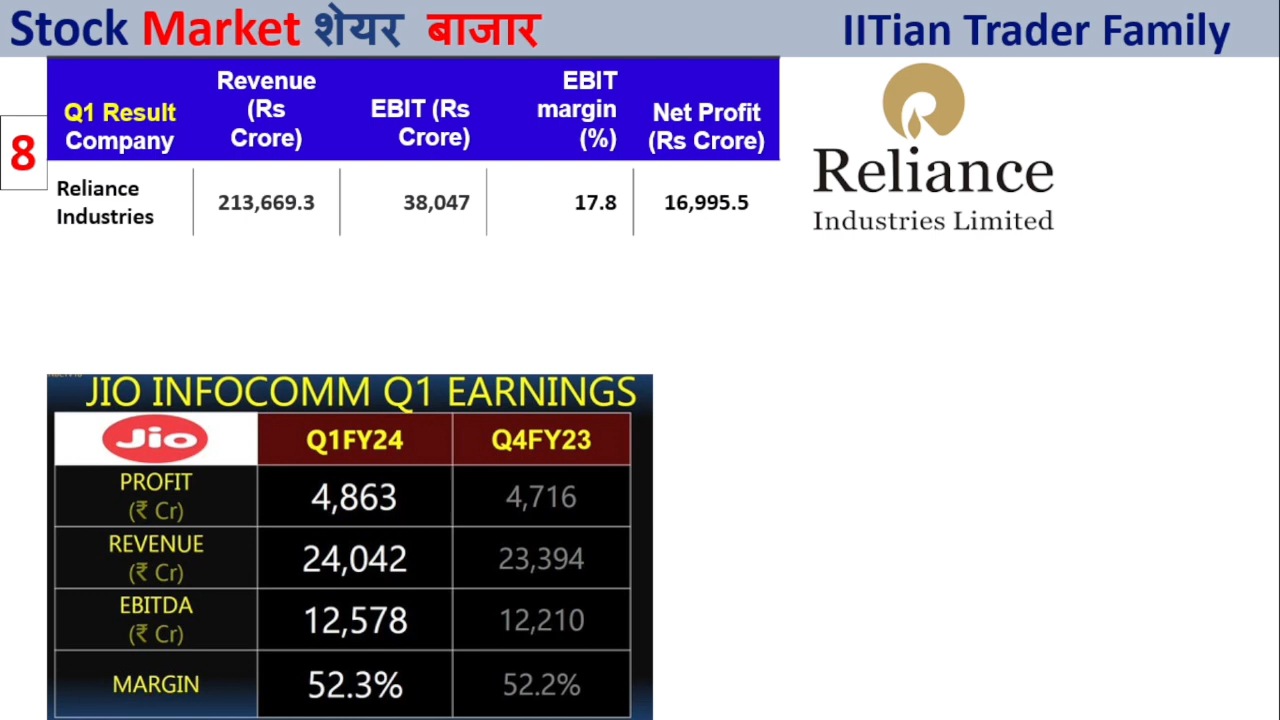 Stock Market शेयर बाजार
IITian Trader Family
8
Q1 Result
Company
Revenue
(Rs
Crore)
EBIT (Rs
Crore)
EBIT
margin
(%)
Net Profit
(Rs Crore)
Reliance
Industries
213,669.3
38,047
17.8
16,995.5
Reliance
Industries Limited
JIO INFOCOMM Q1 EARNINGS
Jio
Q1FY24
Q4FY23
PROFIT
(₹ Cr)
4,863
4,716
REVENUE
(₹ Cr)
24,042
23,394
EBITDA
(₹ Cr)
12,578
12,210
MARGIN
52.3%
52.2%